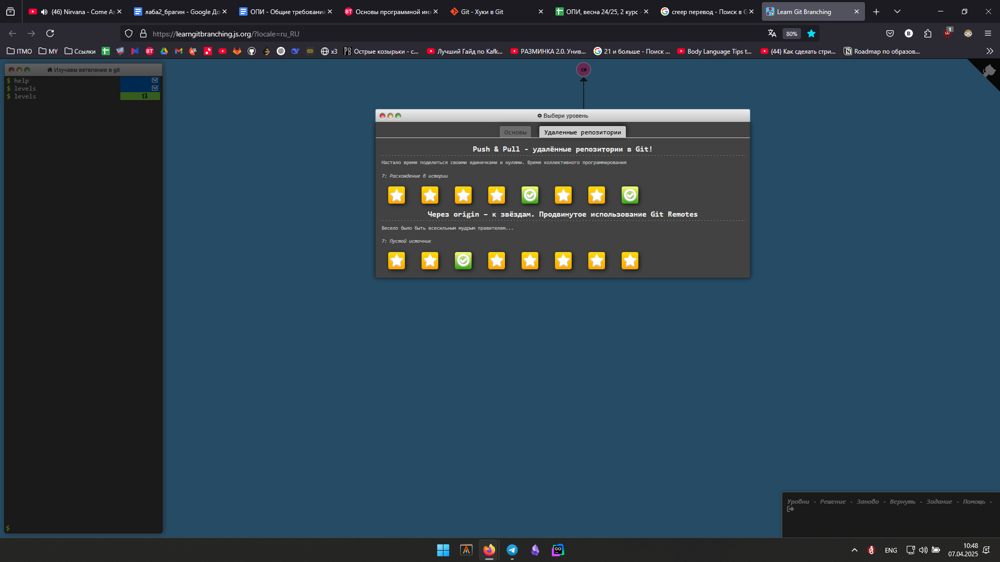 (46) Nirvana - Come As
лаба2_брагин - Google До
ОПИ - Общие требования
Основы программной инж
Git - Хуки в Git
ОПИ, весна 24/25, 2 курс -
creep перевод - Поиск в G
Learn Git Branching
https://learngitbranching.js.org/?locale=ru_RU
80%
1
ITMO
MY
Ссылки
x3
Острые козырьки - с...
Лучший Гайд по Kafk...
РАЗМИНКА 2.0. Унив...
21 и больше - Поиск ...
Body Language Tips t...
(44) Как сделать стри...
Roadmap по образов...
Изучаем ветвление в git
$ help
$ levels
$ levels
$
c0
Выбери уровень
Основы
Удаленные репозитории
Push & Pull - удалённые репозитории в Git!
Настало время поделиться своими единичками и нулями. Время коллективного программирования
7: Расхождение в истории
Через origin – к звёздам. Продвинутое использование Git Remotes
Весело было быть всесильным мудрым правителем...
7: Пустой источник
Уровни · Решение · Заново · Вернуть · Задание · Помощь ·
ENG
10:48
07.04.2025